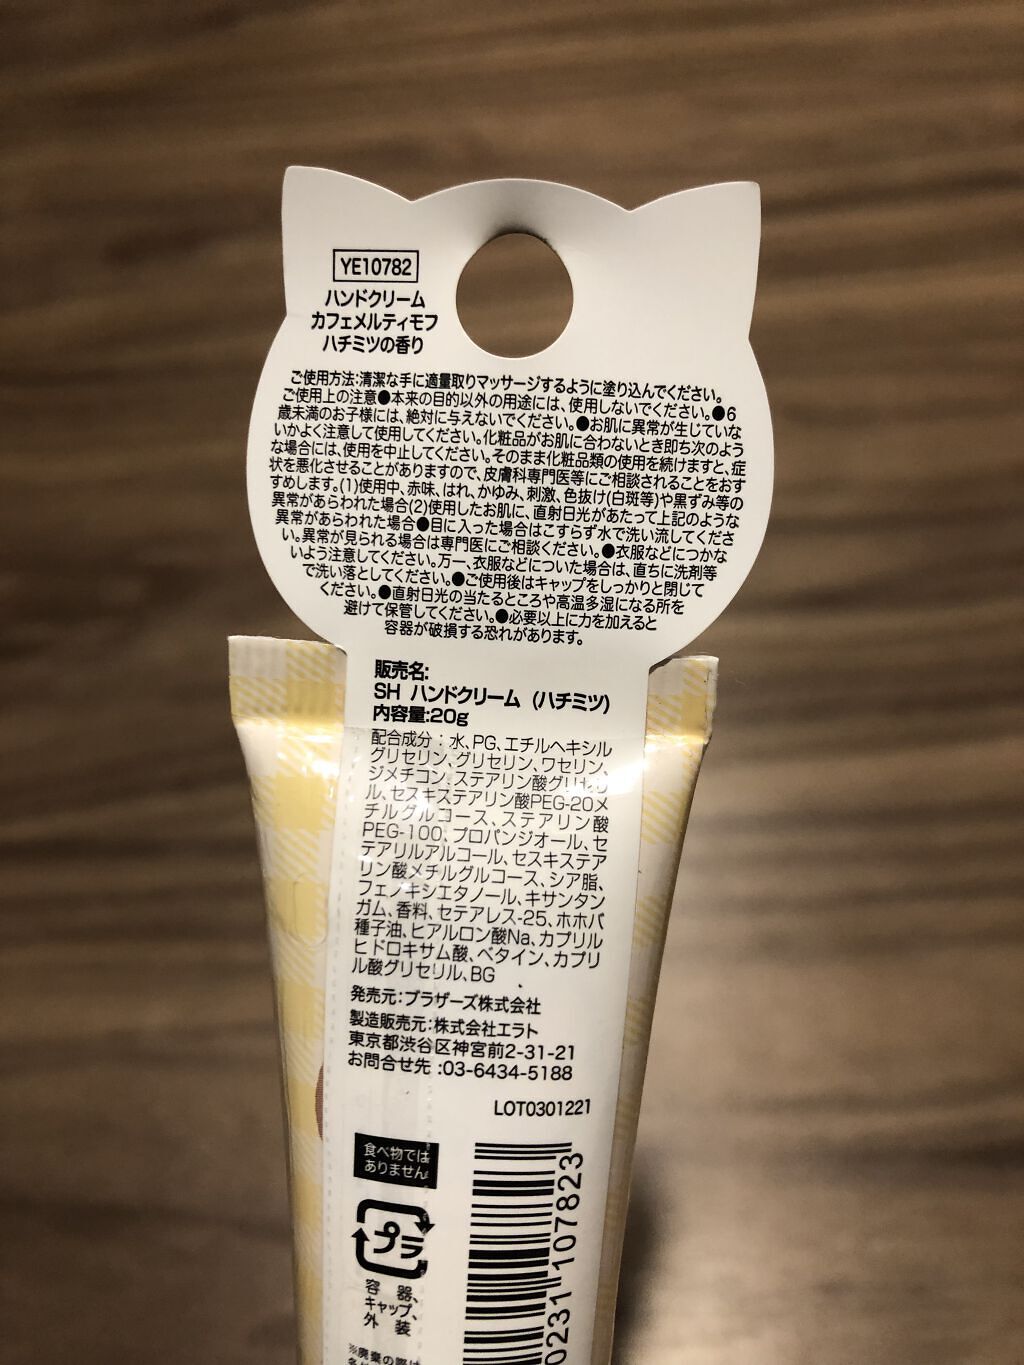 YE10782
ハンドクリーム
カフェメルティモフ
ハチミツの香り
ご使用方法:清潔な手に適量取りマッサージするように塗り込んでください。
ご使用上の注意●本来の目的以外の用途には、使用しないでください。●6
歳未満のお子様には、絶対に与えないでください。●お肌に異常が生じていな
いかよく注意して使用してください。化粧品がお肌に合わないとき即ち次のよう
な場合には、使用を中止してください。そのまま化粧品類の使用を続けますと、症
状を悪化させることがありますので、皮膚科専門医等にご相談されることをおす
すめします。(1)使用中、赤味、はれ、かゆみ、刺激、色抜け(白斑等)や黒ずみ等の
異常があらわれた場合(2)使用したお肌に、直射日光があたって上記のような
異常があらわれた場合●目に入った場合はこすらず水で洗い流してくださ
い。異常が見られる場合は専門医にご相談ください。●衣服などにつかな
いよう注意してください。万一、衣服などについた場合は、直ちに洗剤等
で洗い落としてください。●ご使用後はキャップをしっかりと閉じて
ください。●直射日光の当たるところや高温多湿になる所を
避けて保管してください。●必要以上に力を加えると
容器が破損する恐れがあります。
販売名:
SH ハンドクリーム (ハチミツ)
内容量:20g
配合成分:水、PG、エチルヘキシル
グリセリン、グリセリン、ワセリン、
ジメチコン、ステアリン酸グリセリ
ル、セスキステアリン酸PEG-20メ
チルグルコース、ステアリン酸
PEG-100、プロパンジオール、セ
テアリルアルコール、セスキステア
リン酸メチルグルコース、シア脂、
フェノキシエタノール、キサンタン
ガム、香料、セテアレス-25、ホホバ
種子油、ヒアルロン酸Na、カプリル
ヒドロキサム酸、ベタイン、カプリ
ル酸グリセリル、BG
発売元:ブラザーズ株式会社
製造販売元:株式会社エラト
東京都渋谷区神宮前2-31-21
お問合せ先:03-6434-5188
LOT0301221
食べ物では
ありません
プラ
容器、
キャップ、
外装
※廃棄の際は
0231107823